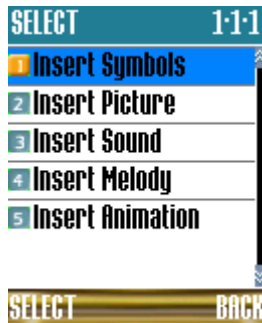 SELECT 1·1·1
1 Insert Symbols
2 Insert Picture
3 Insert Sound
4 Insert Melody
5 Insert Animation
SELECT BACK